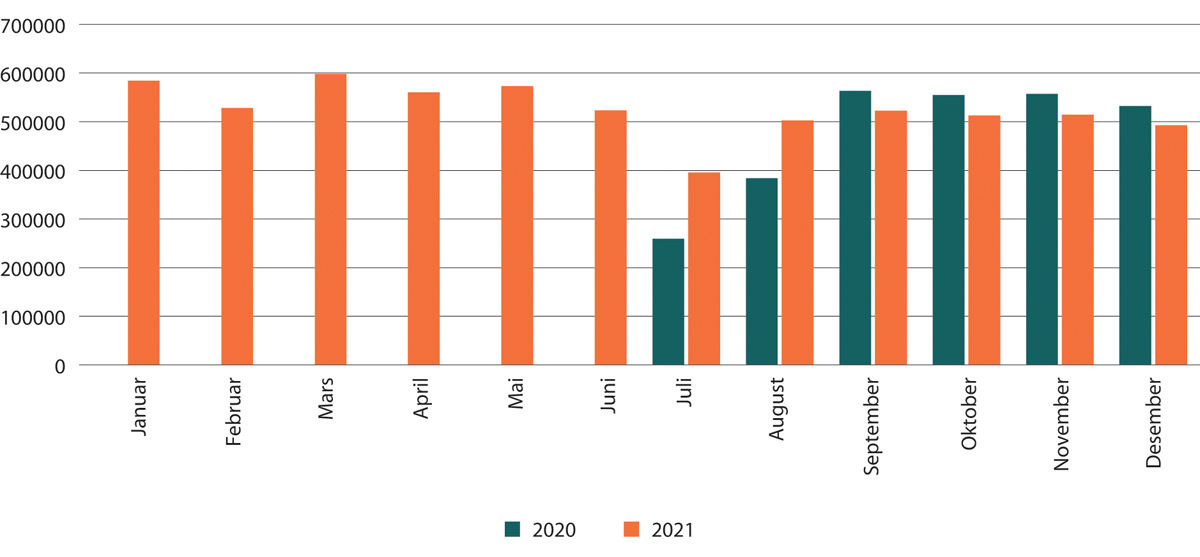 700000
600000
500000
400000
300000
200000
100000
0
Januar
Februar
Mars
April
Mai
Juni
Juli
August
September
Oktober
November
Desember
2020 2021